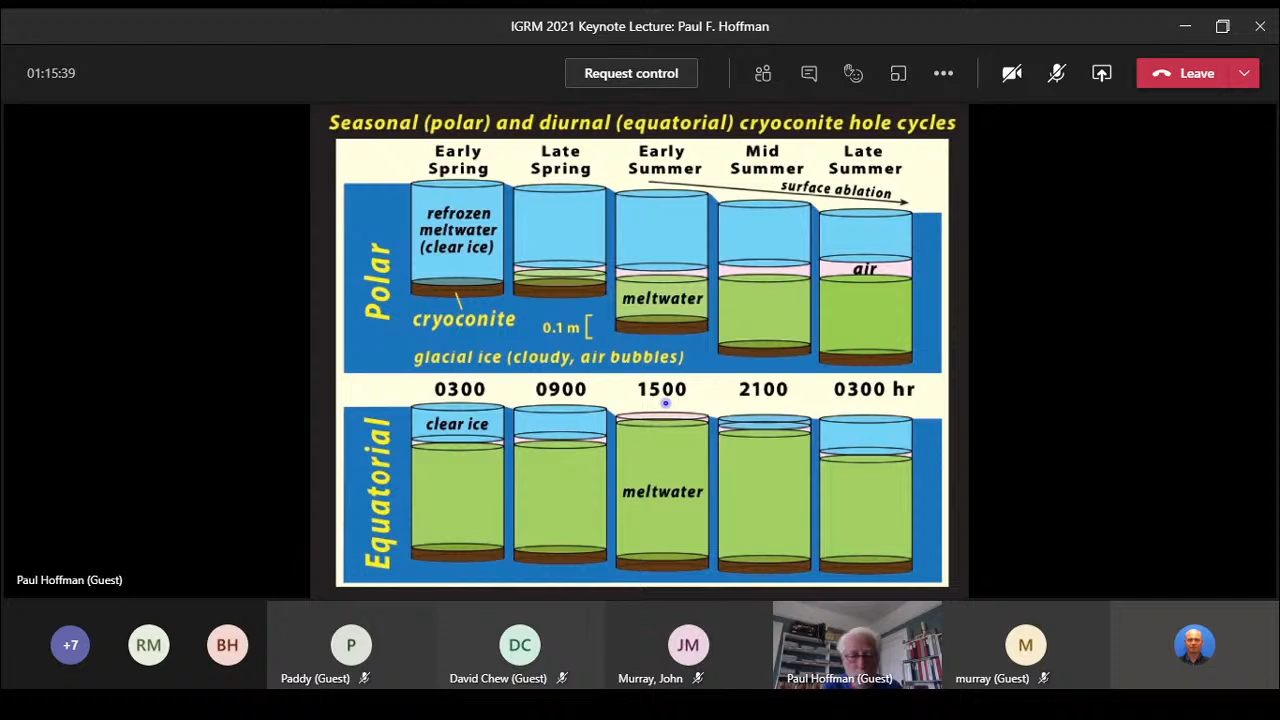 IGRM 2021 Keynote Lecture: Paul F. Hoffman
01:15:39
Request control
Leave
Seasonal (polar) and diurnal (equatorial) cryoconite hole cycles
Early Spring
Late Spring
Early Summer
Mid Summer
Late Summer
surface ablation
Polar
refrozen
meltwater
(clear ice)
air
meltwater
cryoconite
0.1 m
glacial ice (cloudy, air bubbles)
0300
0900
1500
2100
0300 hr
Equatorial
clear ice
meltwater
Paul Hoffman (Guest)
+7
RM
BH
P
DC
JM
M
Paddy (Guest)
David Chew (Guest)
Murray, John
Paul Hoffman (Guest)
murray (Guest)